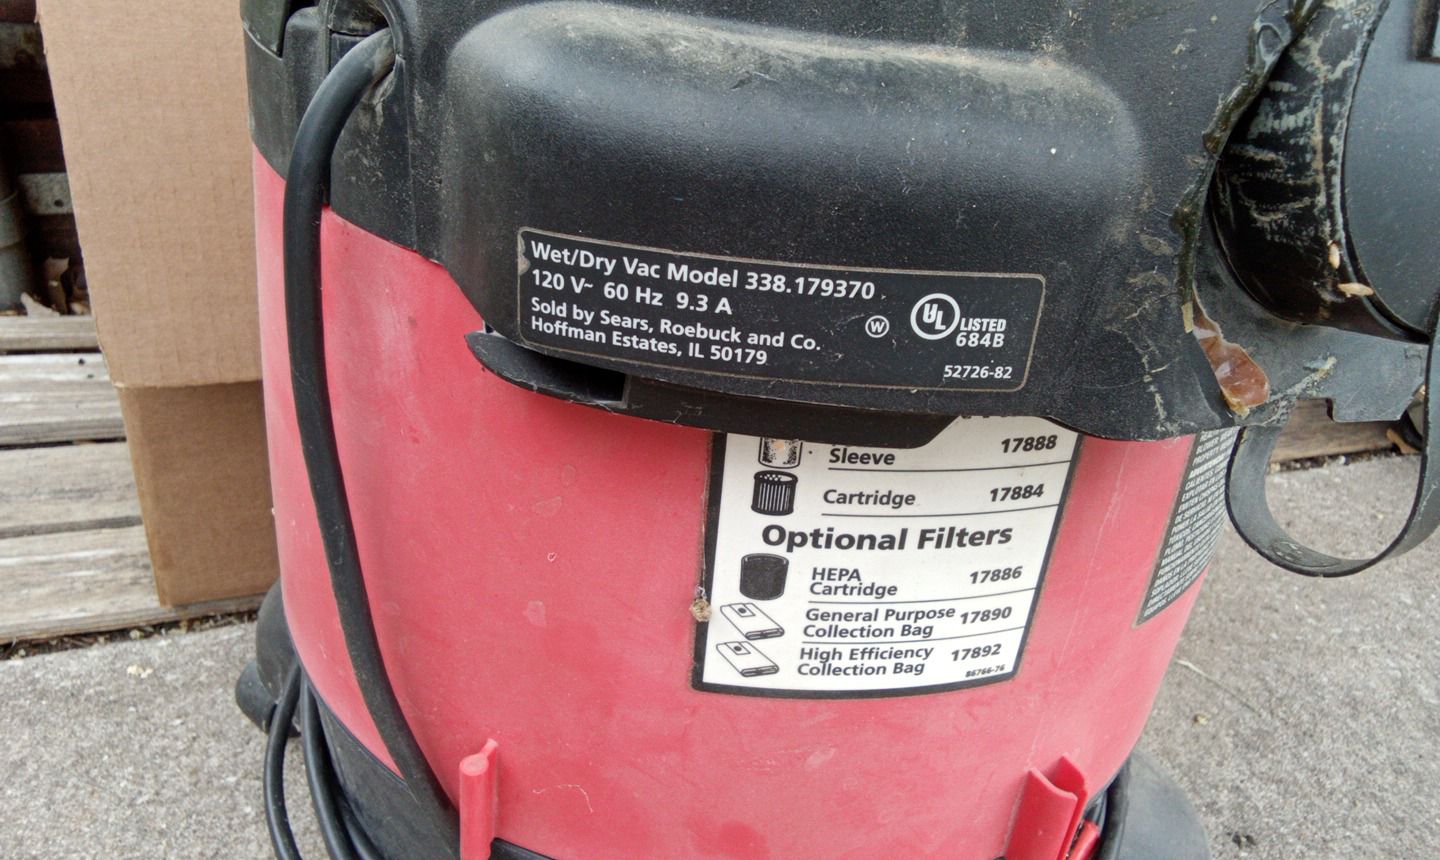 Wet/Dry Vac Model 338.179370
120 V~ 60 Hz 9.3 A
Sold by Sears, Roebuck and Co.
Hoffman Estates, IL 50179
W
UL LISTED
684B
52726-82
Sleeve 17888
Cartridge 17884
Optional Filters
HEPA
Cartridge 17886
General Purpose
Collection Bag 17890
High Efficiency
Collection Bag 17892
86766-76